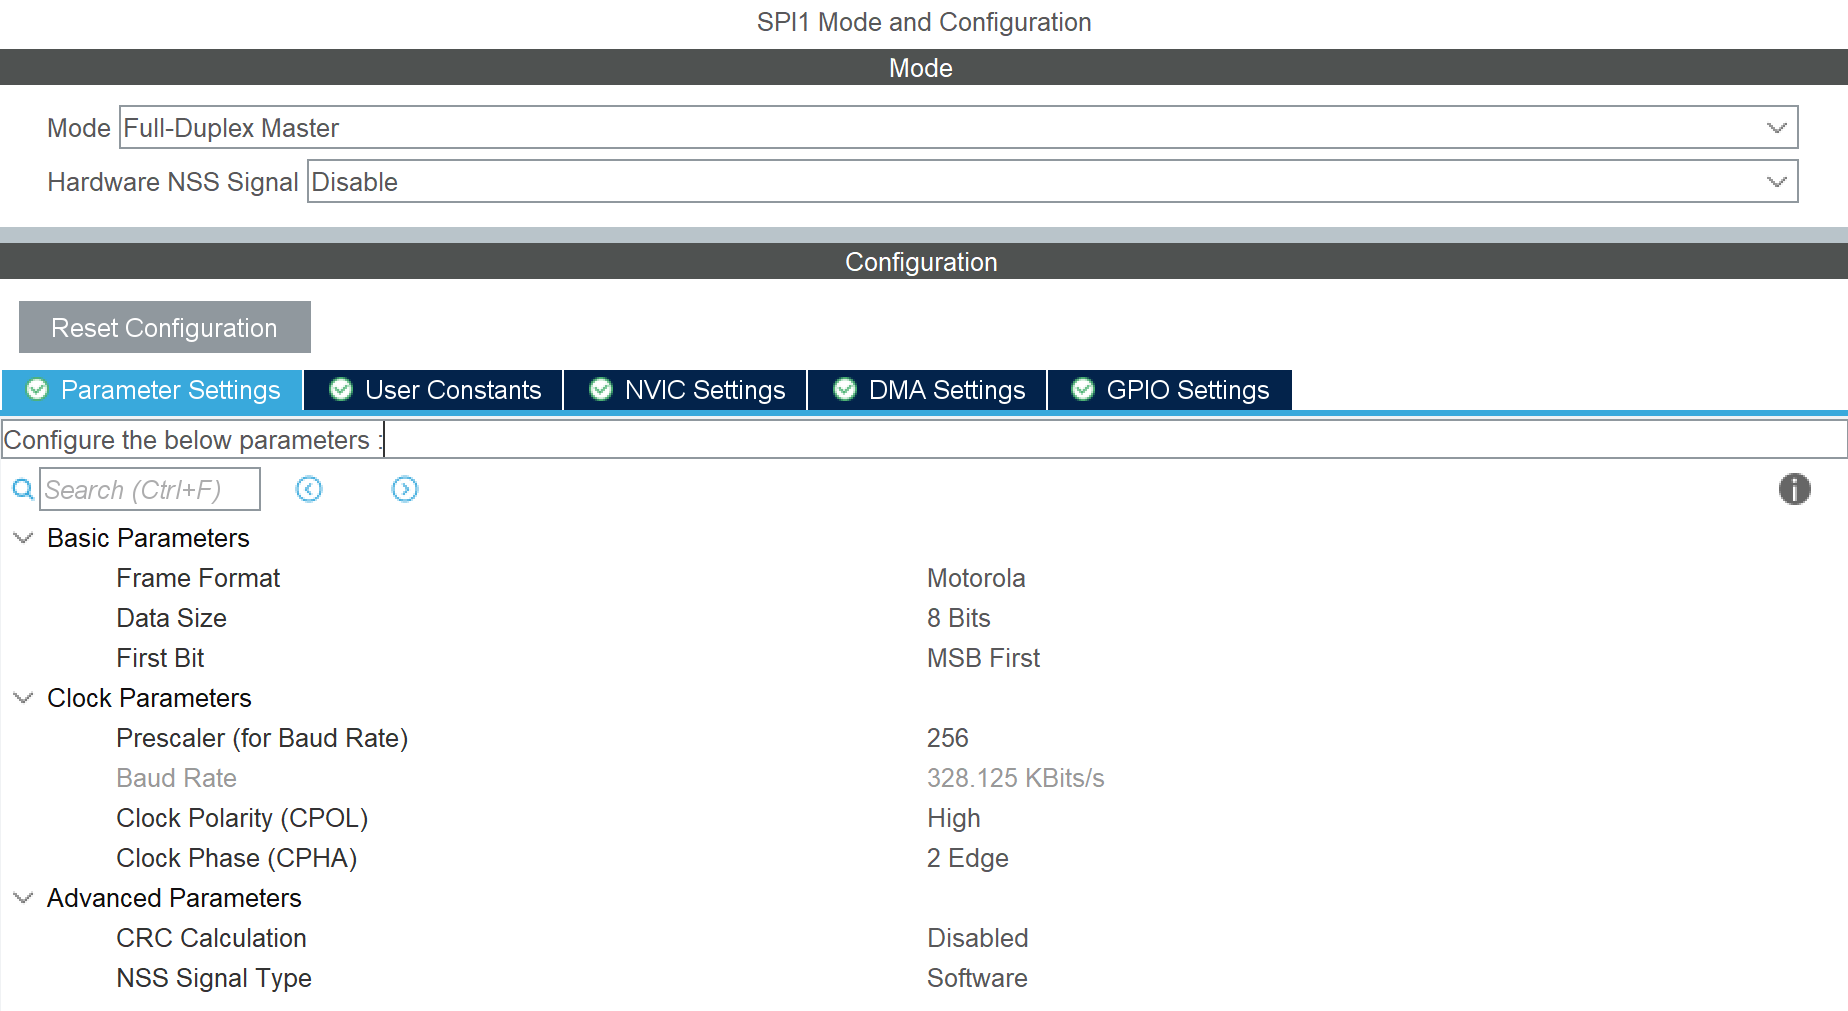 SPI1 Mode and Configuration
Mode
Mode Full-Duplex Master
Hardware NSS Signal Disable
Configuration
Reset Configuration
Parameter Settings User Constants NVIC Settings DMA Settings GPIO Settings
Configure the below parameters :
Search (Ctrl+F)
Basic Parameters
Frame Format Motorola
Data Size 8 Bits
First Bit MSB First
Clock Parameters
Prescaler (for Baud Rate) 256
Baud Rate 328.125 KBits/s
Clock Polarity (CPOL) High
Clock Phase (CPHA) 2 Edge
Advanced Parameters
CRC Calculation Disabled
NSS Signal Type Software